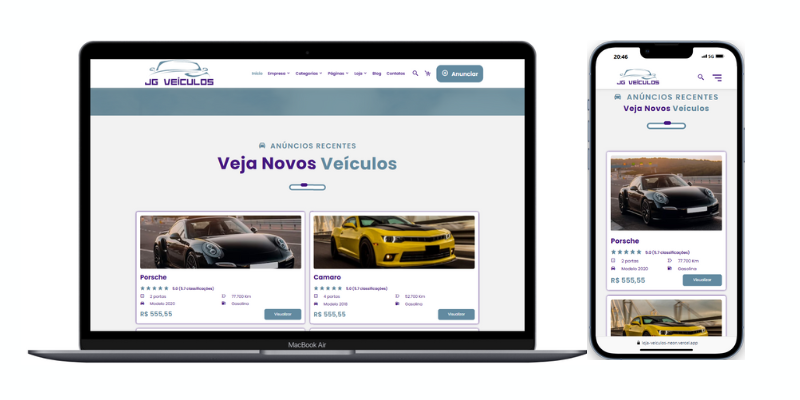 JG VEÍCULOS
Início Empresa Categorias Páginas Loja Blog Contatos Anunciar
ANÚNCIOS RECENTES
Veja Novos Veículos
Porsche
5.0 (5.1 classificações)
2 portas 77.700 Km
Modelo 2020 Gasolina
R$ 555,55 Visualizar
Camaro
5.0 (5.1 classificações)
4 portas 52.700 Km
Gasolina
R$ 555,55 Visualizar
MacBook Air
20:46 5G
JG VEÍCULOS
ANÚNCIOS RECENTES
Veja Novos Veículos
Porsche
5.0 (5.1 classificações)
2 portas 77.700 Km
Modelo 2020 Gasolina
R$ 555,55 Visualizar